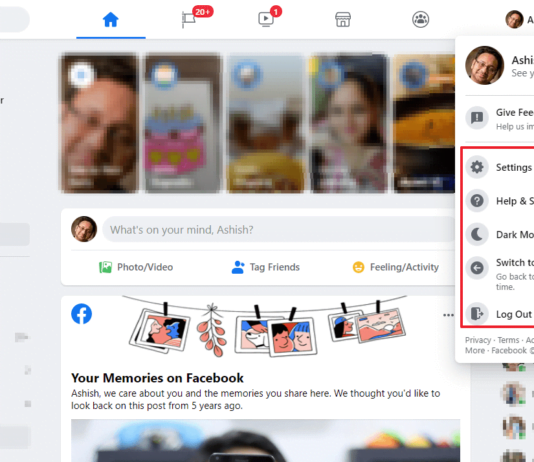 20+
1
A
r
Ashis
See y
Give Fee
Help us im
Settings
Help & S
Dark Mo
Switch to
Go back to
time.
Log Out
Privacy · Terms · Ad
More · Facebook ©
What's on your mind, Ashish?
Photo/Video
Tag Friends
Feeling/Activity
Your Memories on Facebook
Ashish, we care about you and the memories you share here. We thought you'd like to
look back on this post from 5 years ago.